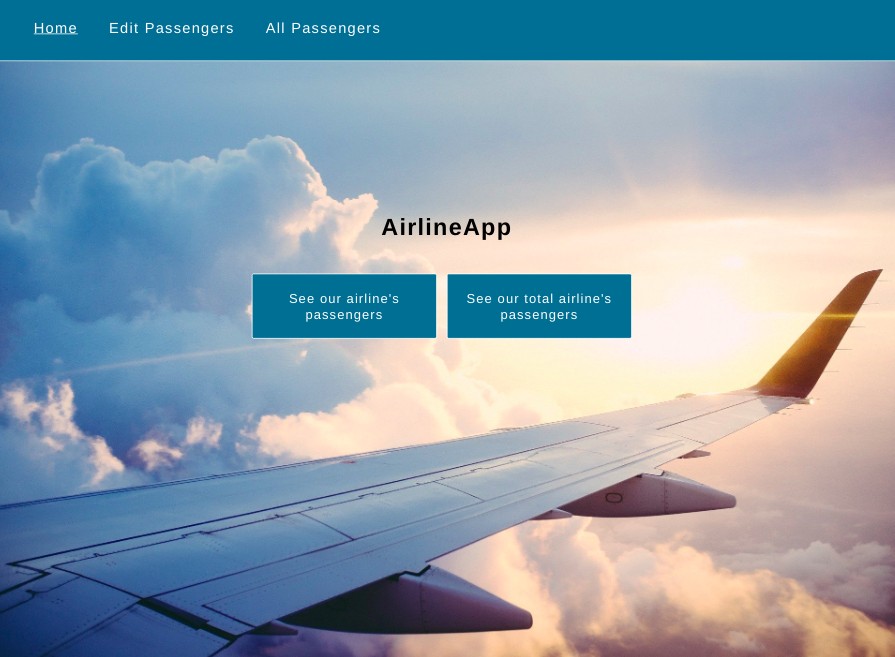 Home Edit Passengers All Passengers
AirlineApp
See our airline's
passengers
See our total airline's
passengers